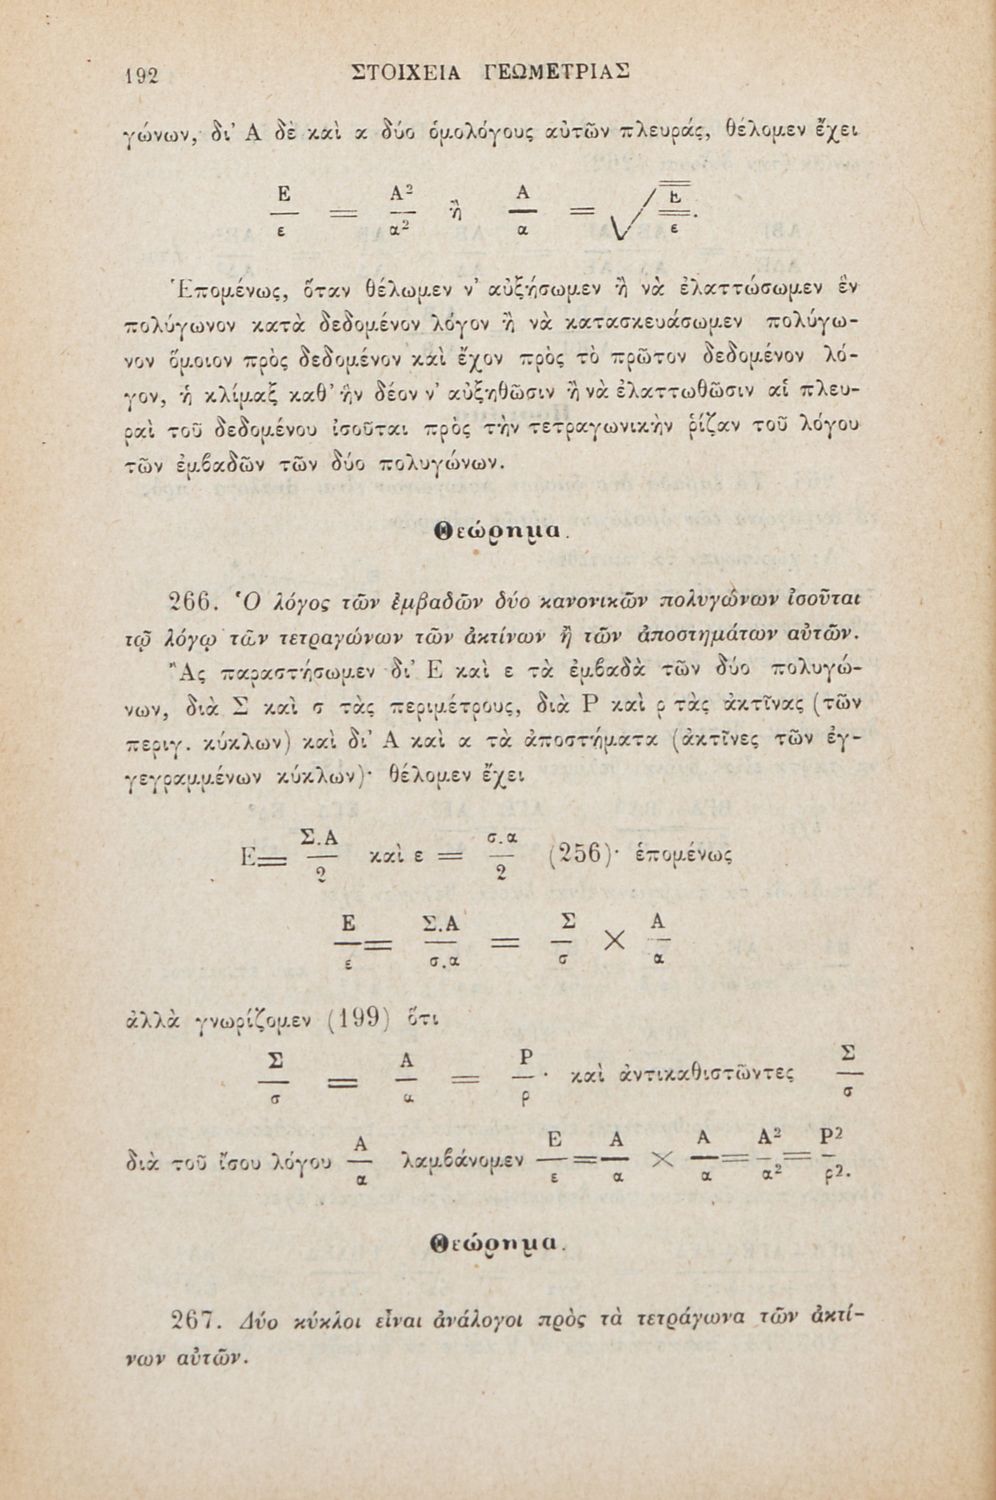 192 ΣΤΟΙΧΕΙΑ ΓΕΩΜΕΤΡΙΑΣ
γώνων, δι' Α δὲ καὶ α δύο ὁμολόγους αὐτῶν πλευράς, θέλομεν ἔχει
Ε/ε = Α²/α² ἢ Α/α = √Ε/ε.
Ἑπομένως, ὅταν θέλωμεν ν' αὐξήσωμεν ἢ νὰ ἐλαττώσωμεν ἓν
πολύγωνον κατὰ δεδομένον λόγον ἢ νὰ κατασκευάσωμεν πολύγω-
νον ὅμοιον πρὸς δεδομένον καὶ ἔχον πρὸς τὸ πρῶτον δεδομένον λό-
γον, ἡ κλίμαξ καθ' ἣν δέον ν' αὐξηθῶσιν ἢ νὰ ἐλαττωθῶσιν αἱ πλευ-
ραὶ τοῦ δεδομένου ἰσοῦται πρὸς τὴν τετραγωνικὴν ῥίζαν τοῦ λόγου
τῶν ἐμβαδῶν τῶν δύο πολυγώνων.
Θεώρημα.
266. Ὁ λόγος τῶν ἐμβαδῶν δύο κανονικῶν πολυγώνων ἰσοῦται
τῷ λόγῳ τῶν τετραγώνων τῶν ἀκτίνων ἢ τῶν ἀποστημάτων αὐτῶν.
Ἂς παραστήσωμεν δι' Ε καὶ ε τὰ ἐμβαδὰ τῶν δύο πολυγώ-
νων, διὰ Σ καὶ σ τὰς περιμέτρους, διὰ Ρ καὶ ρ τὰς ἀκτῖνας (τῶν
περιγ. κύκλων) καὶ δι' Α καὶ α τὰ ἀποστήματα (ἀκτῖνες τῶν ἐγ-
γεγραμμένων κύκλων)· θέλομεν ἔχει
Ε = Σ.Α/2 καὶ ε = σ.α/2 (256)· ἑπομένως
Ε/ε = Σ.Α/σ.α = Σ/σ × Α/α
ἀλλὰ γνωρίζομεν (199) ὅτι
Σ/σ = Α/α = Ρ/ρ· καὶ ἀντικαθιστῶντες Σ/σ
διὰ τοῦ ἴσου λόγου Α/α λαμβάνομεν Ε/ε = Α/α × Α/α = Α²/α² = Ρ²/ρ².
Θεώρημα.
267. Δύο κύκλοι εἶναι ἀνάλογοι πρὸς τὰ τετράγωνα τῶν ἀκτί-
νων αὐτῶν.